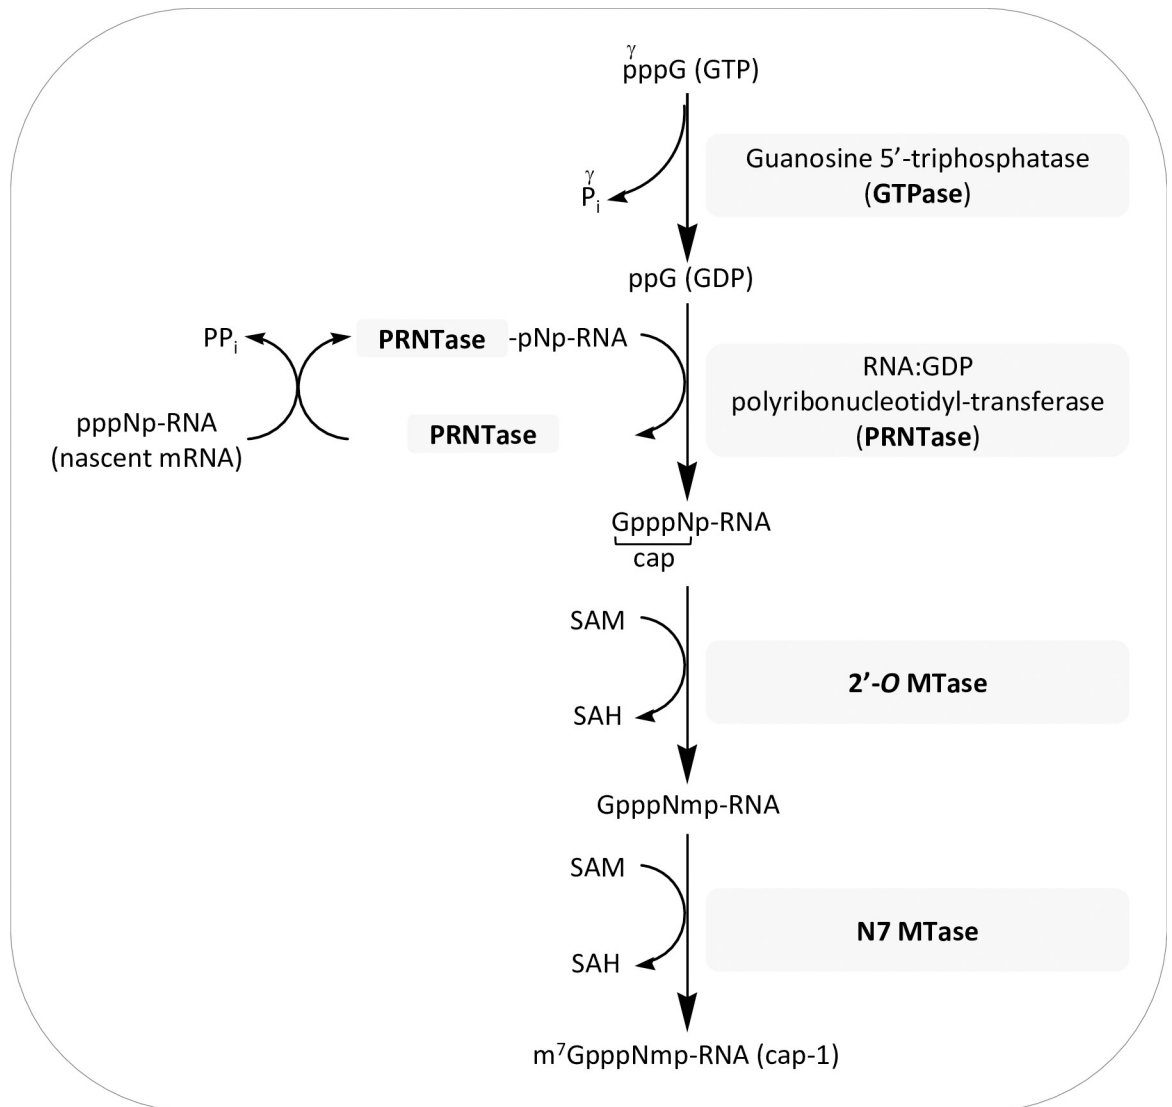 γ
pppG (GTP)
Guanosine 5’-triphosphatase
(GTPase)
γ
Pi
ppG (GDP)
PPi
PRNTase -pNp-RNA
RNA:GDP
polyribonucleotidyl-transferase
(PRNTase)
pppNp-RNA
(nascent mRNA)
PRNTase
GpppNp-RNA
cap
SAM
2’-O MTase
SAH
GpppNmp-RNA
SAM
N7 MTase
SAH
m⁷GpppNmp-RNA (cap-1)